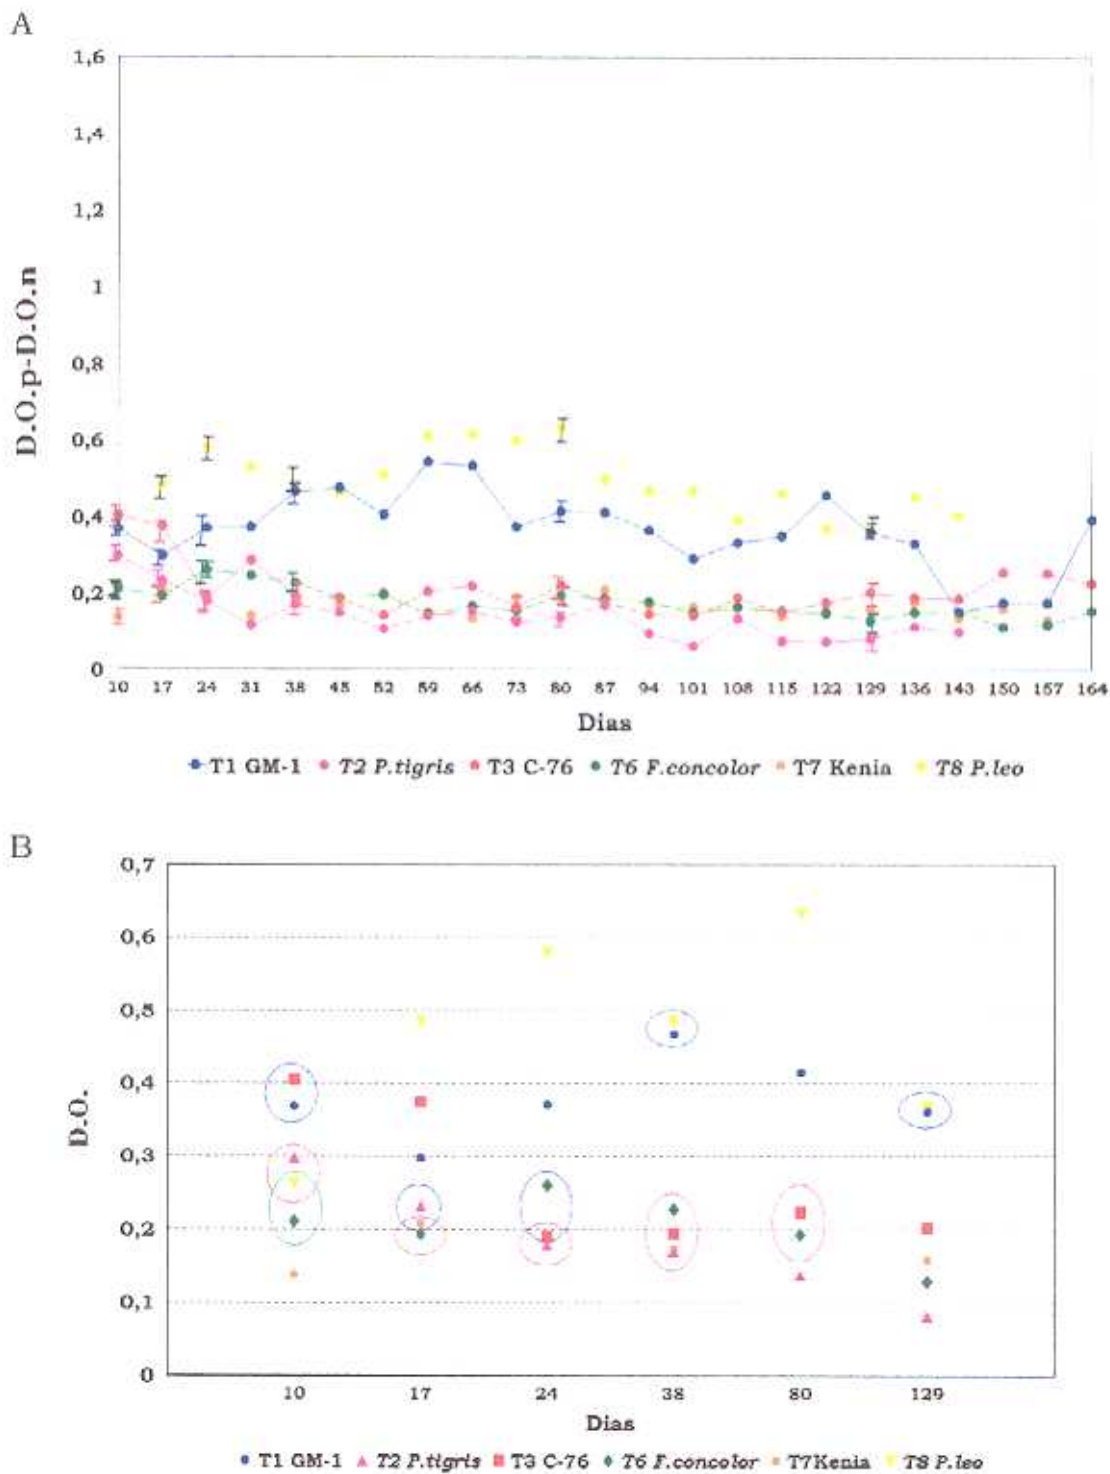 A
1,6
1,4
1,2
1
0,8
0,6
0,4
0,2
0
D.O.p-D.O.n
10 17 24 31 38 45 52 59 66 73 80 87 94 101 108 115 122 129 136 143 150 157 164
Dias
T1 GM-1 T2 P.tigris T3 C-76 T6 F.concolor T7 Kenia T8 P.leo
B
0,7
0,6
0,5
0,4
0,3
0,2
0,1
0
D.O.
10 17 24 38 80 129
Dias
T1 GM-1 T2 P.tigris T3 C-76 T6 F.concolor T7Kenia T8 P.leo